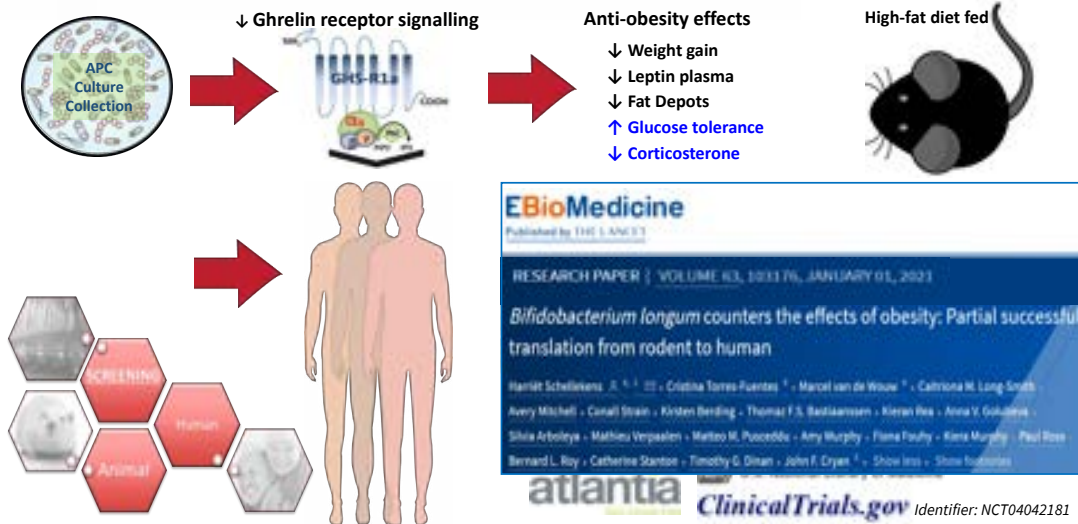 ↓ Ghrelin receptor signalling
Anti-obesity effects
High-fat diet fed
APC
Culture
Collection
GHS-R1a
COOH
↓ Weight gain
↓ Leptin plasma
↓ Fat Depots
↑ Glucose tolerance
↓ Corticosterone
EBioMedicine
Published by THE LANCET
RESEARCH PAPER | VOLUME 63, 103176, JANUARY 01, 2021
Bifidobacterium longum counters the effects of obesity: Partial successful
translation from rodent to human
Harriët Schellekens Cristina Torres-Fuentes Marcel van de Wouw Caitriona M. Long-Smith
Avery Mitchell Conall Strain Kirsten Berding Thomaz F.S. Bastiaanssen Kieran Rea Anna V. Golubeva
Silvia Arboleya Mathieu Verpaalen Matteo M. Pusceddu Amy Murphy Fiona Fouhy Kiera Murphy Paul Ross
Bernard L. Roy Catherine Stanton Timothy G. Dinan John F. Cryan Show less Show footnotes
SCREENING
Human
Animal
atlantia
ClinicalTrials.gov Identifier: NCT04042181